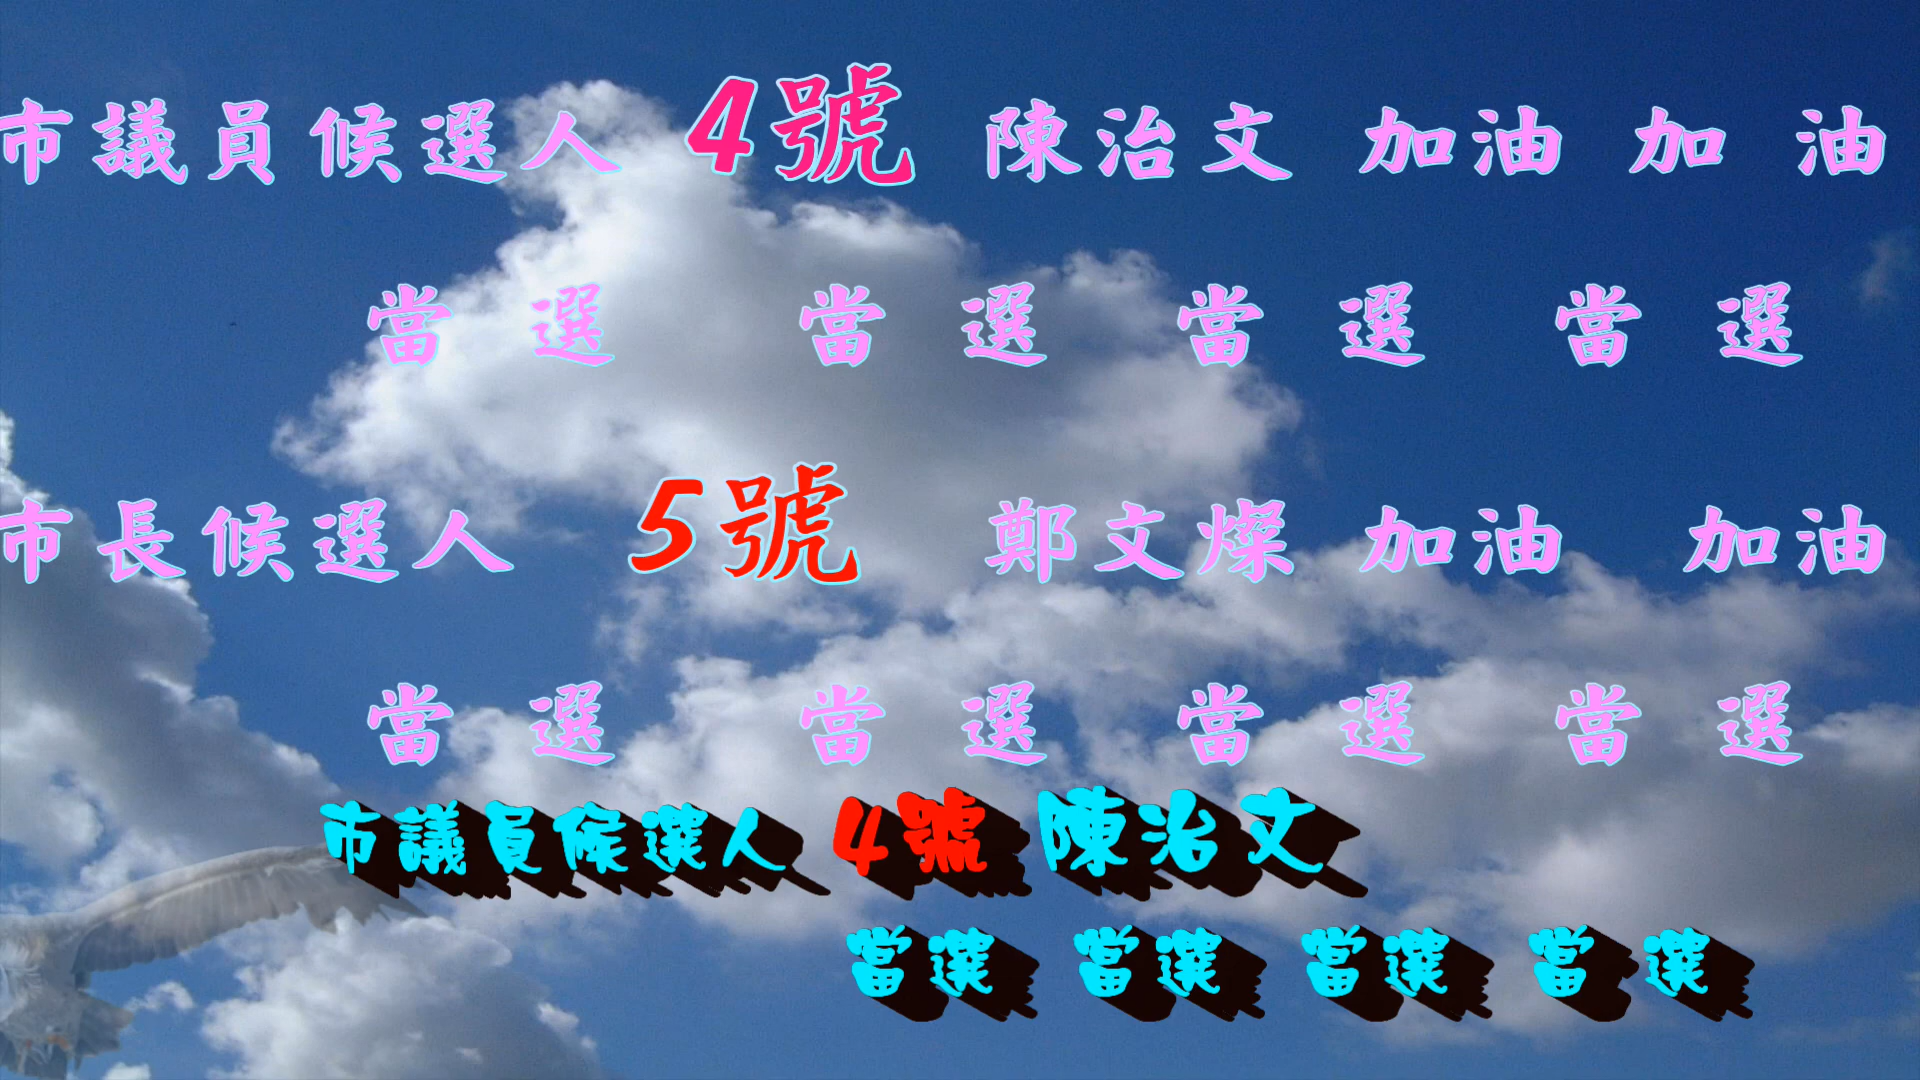 市議員候選人 4號 陳治文 加油 加 油
當 選 當 選 當 選 當 選
市長候選人 5號 鄭文燦 加油 加油
當 選 當 選 當 選 當 選
市議員候選人 4號 陳治文
當選 當選 當選 當選